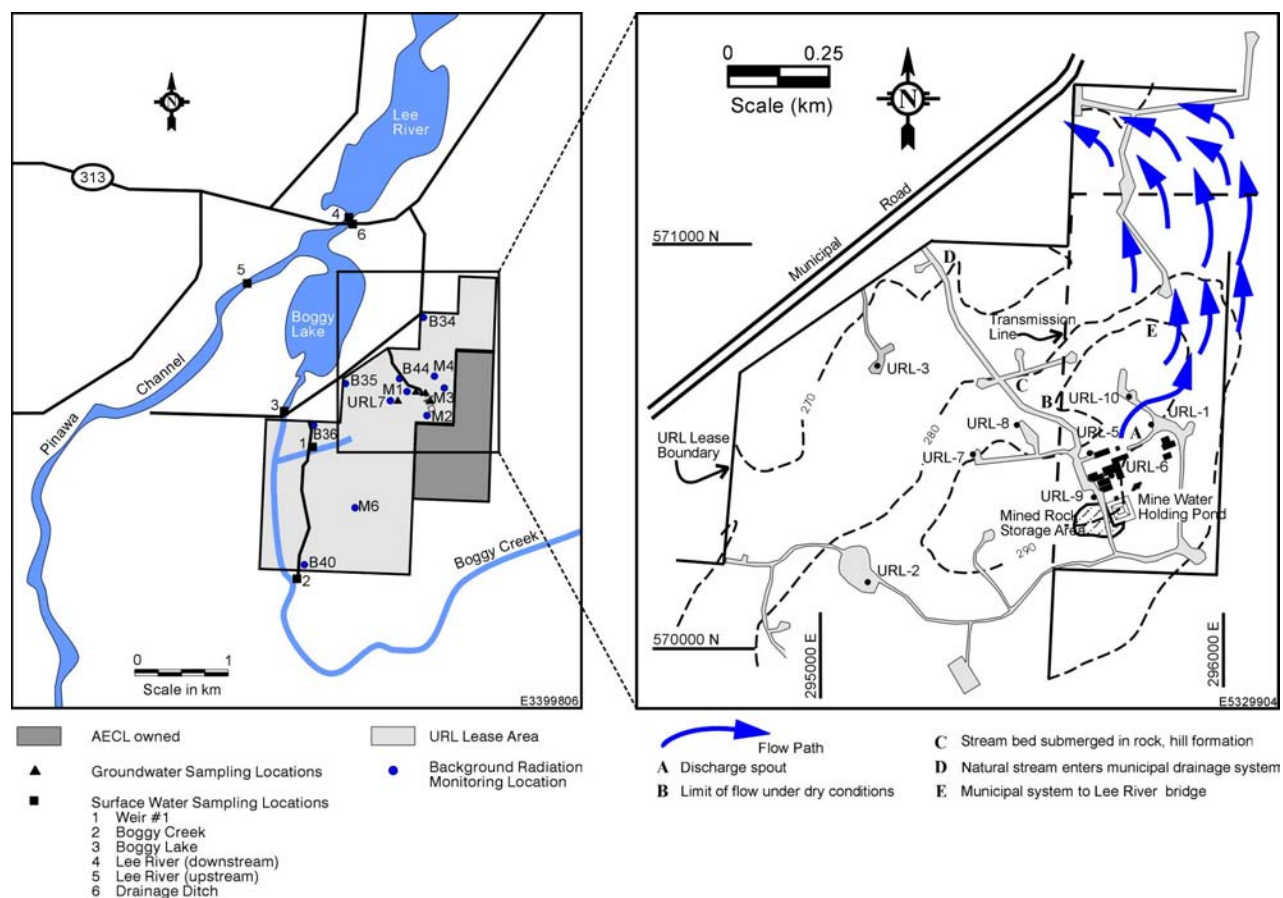 N
Lee
River
313
4
6
5
Boggy
Lake
B34
Channel
B44
M4
B35
M1
M3
URL7
M2
3
B36
1
Pinawa
M6
Boggy Creek
B40
2
0 1
Scale in km
E3399806
0 0.25
Scale (km)
N
Road
Municipal
571000 N
D
Transmission
Line
E
URL-3
C
270
URL-10
B
URL-1
280
URL-8
URL-5
A
URL Lease
Boundary
URL-7
URL-6
URL-9
Mine Water
Holding Pond
Mined Rock
Storage Area
290
URL-2
570000 N
295000 E
296000 E
E5329904
AECL owned
URL Lease Area
Groundwater Sampling Locations
Background Radiation
Monitoring Location
Surface Water Sampling Locations
1 Weir #1
2 Boggy Creek
3 Boggy Lake
4 Lee River (downstream)
5 Lee River (upstream)
6 Drainage Ditch
Flow Path
A Discharge spout
B Limit of flow under dry conditions
C Stream bed submerged in rock, hill formation
D Natural stream enters municipal drainage system
E Municipal system to Lee River bridge